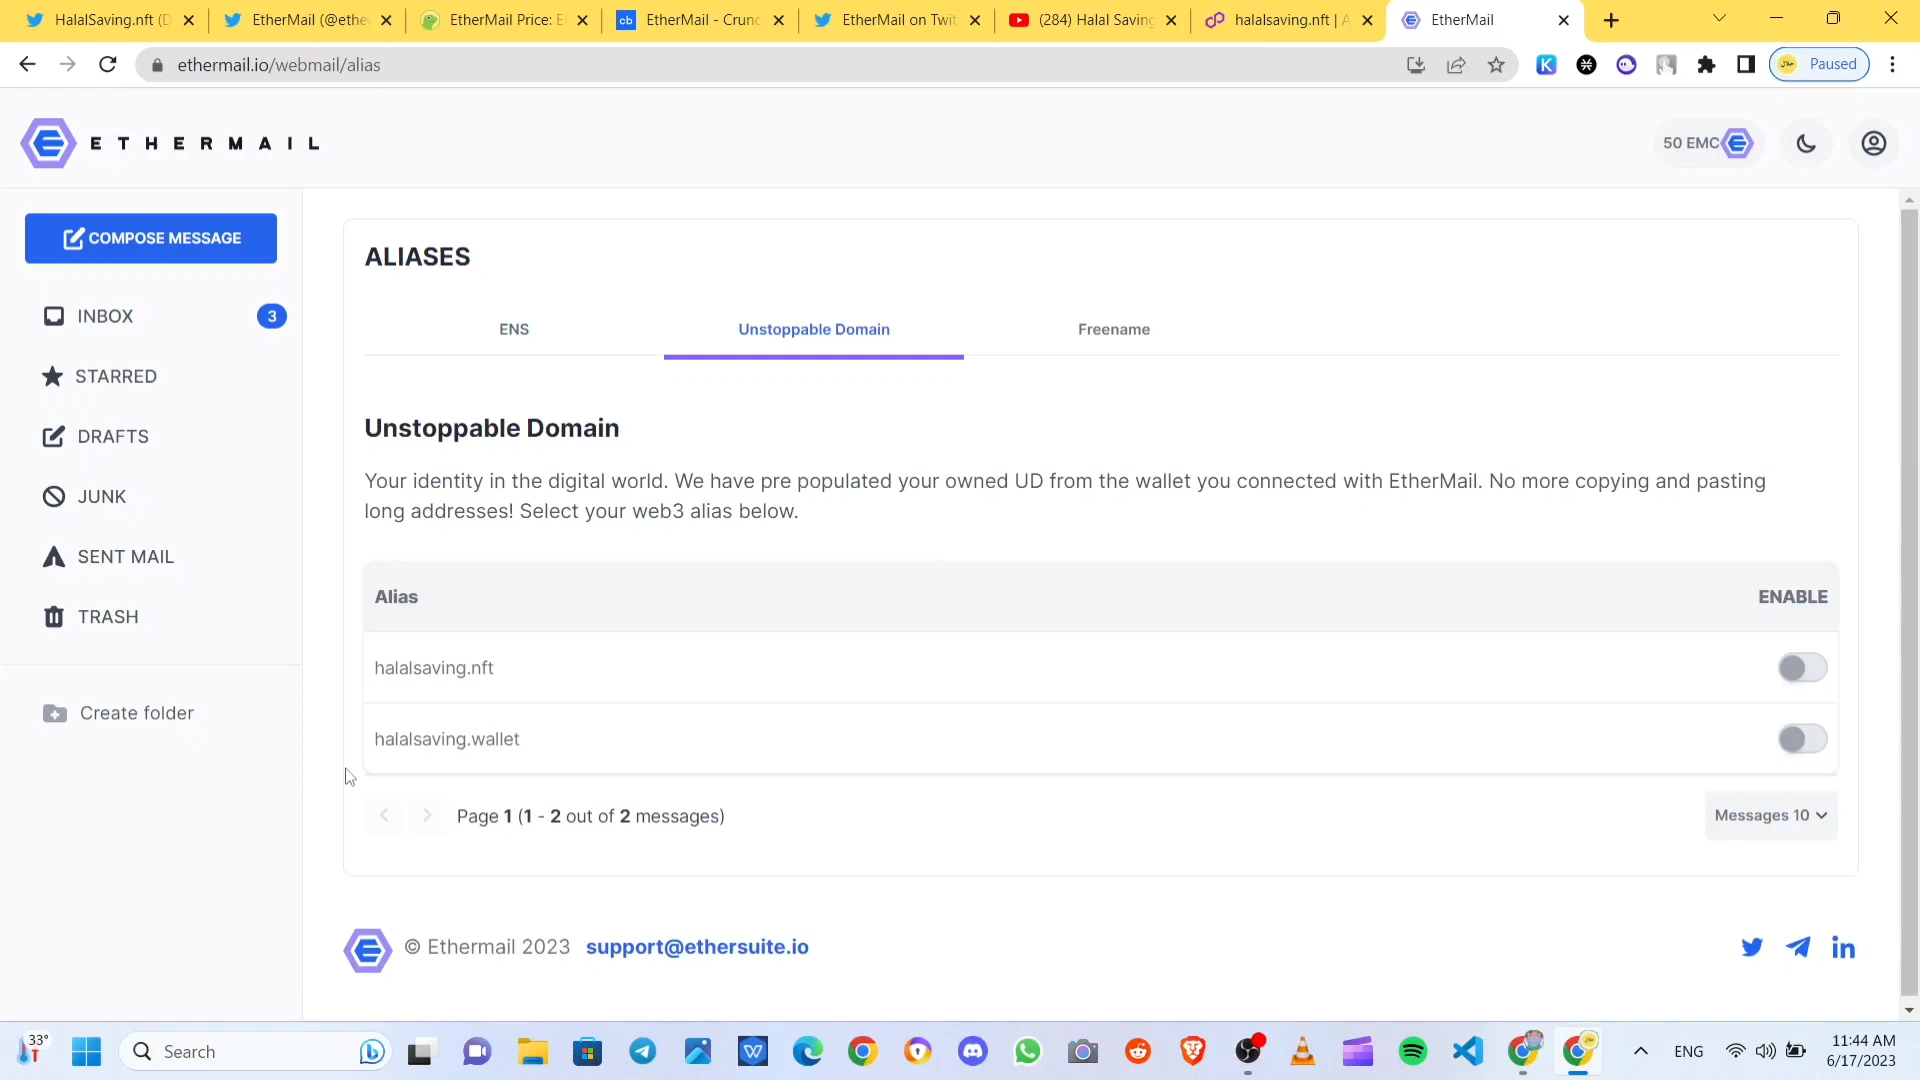 HalalSaving.nft (D
EtherMail (@ethe
EtherMail Price: E
cb
EtherMail - Crunc
EtherMail on Twit
(284) Halal Saving
halalsaving.nft | A
EtherMail
ethermail.io/webmail/alias
K
Paused
ETHERMAIL
50 EMC
COMPOSE MESSAGE
INBOX
3
STARRED
DRAFTS
JUNK
SENT MAIL
TRASH
Create folder
ALIASES
ENS
Unstoppable Domain
Freename
Unstoppable Domain
Your identity in the digital world. We have pre populated your owned UD from the wallet you connected with EtherMail. No more copying and pasting
long addresses! Select your web3 alias below.
Alias
ENABLE
halalsaving.nft
halalsaving.wallet
Page 1 (1 - 2 out of 2 messages)
Messages 10
© Ethermail 2023
support@ethersuite.io
in
33°
Search
W
ENG
11:44 AM
6/17/2023